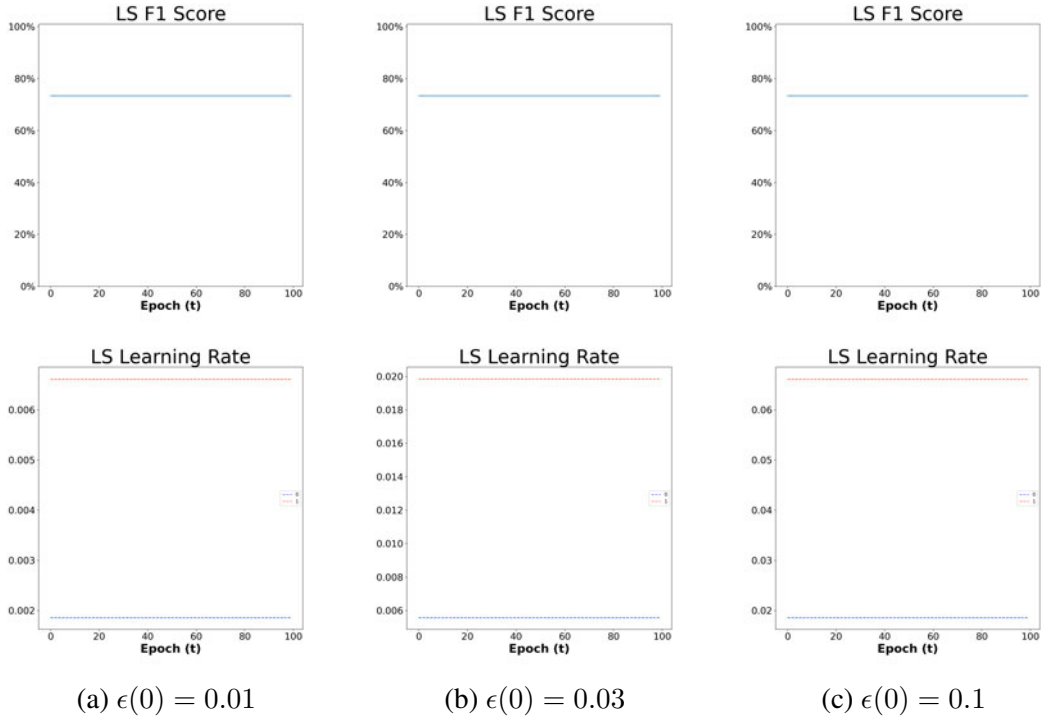 LS F1 Score LS F1 Score LS F1 Score
100% 100% 100%
80% 80% 80%
60% 60% 60%
40% 40% 40%
20% 20% 20%
0% 0% 0%
0 20 40 60 80 100 0 20 40 60 80 100 0 20 40 60 80 100
Epoch (t) Epoch (t) Epoch (t)
LS Learning Rate LS Learning Rate LS Learning Rate
0.006 0.005 0.004 0.003 0.002
0.020 0.018 0.016 0.014 0.012 0.010 0.008 0.006
0.06 0.05 0.04 0.03 0.02
0 20 40 60 80 100 0 20 40 60 80 100 0 20 40 60 80 100
Epoch (t) Epoch (t) Epoch (t)
(a) ϵ(0) = 0.01 (b) ϵ(0) = 0.03 (c) ϵ(0) = 0.1